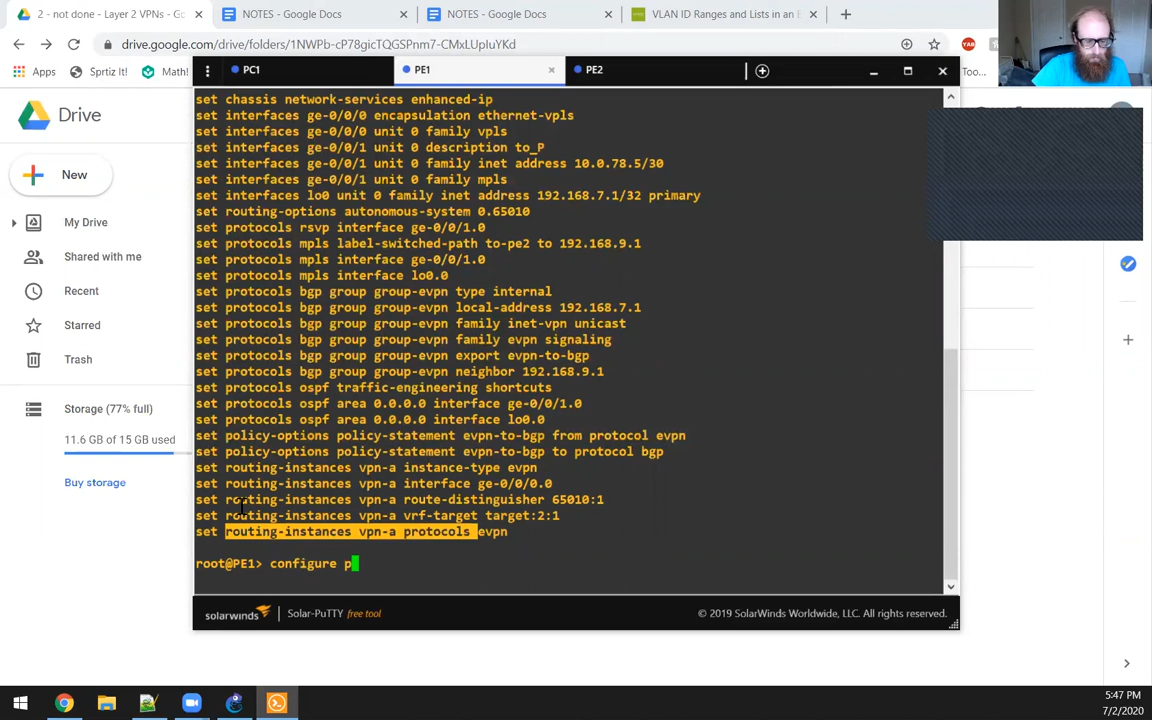 2 - not done - Layer 2 VPNs - Go
NOTES - Google Docs
NOTES - Google Docs
VLAN ID Ranges and Lists in an E
drive.google.com/drive/folders/1NWPb-cP78gicTQGSPnm7-CMxLUpIuYKd
YAB
Apps
Sprtiz It!
Math!
Too...
PC1
PE1
PE2
Drive
New
My Drive
Shared with me
Recent
Starred
Trash
Storage (77% full)
11.6 GB of 15 GB used
Buy storage
set chassis network-services enhanced-ip
set interfaces ge-0/0/0 encapsulation ethernet-vpls
set interfaces ge-0/0/0 unit 0 family vpls
set interfaces ge-0/0/1 unit 0 description to_P
set interfaces ge-0/0/1 unit 0 family inet address 10.0.78.5/30
set interfaces ge-0/0/1 unit 0 family mpls
set interfaces lo0 unit 0 family inet address 192.168.7.1/32 primary
set routing-options autonomous-system 0.65010
set protocols rsvp interface ge-0/0/1.0
set protocols mpls label-switched-path to-pe2 to 192.168.9.1
set protocols mpls interface ge-0/0/1.0
set protocols mpls interface lo0.0
set protocols bgp group group-evpn type internal
set protocols bgp group group-evpn local-address 192.168.7.1
set protocols bgp group group-evpn family inet-vpn unicast
set protocols bgp group group-evpn family evpn signaling
set protocols bgp group group-evpn export evpn-to-bgp
set protocols bgp group group-evpn neighbor 192.168.9.1
set protocols ospf traffic-engineering shortcuts
set protocols ospf area 0.0.0.0 interface ge-0/0/1.0
set protocols ospf area 0.0.0.0 interface lo0.0
set policy-options policy-statement evpn-to-bgp from protocol evpn
set policy-options policy-statement evpn-to-bgp to protocol bgp
set routing-instances vpn-a instance-type evpn
set routing-instances vpn-a interface ge-0/0/0.0
set routing-instances vpn-a route-distinguisher 65010:1
set routing-instances vpn-a vrf-target target:2:1
set routing-instances vpn-a protocols evpn
root@PE1> configure p
solarwinds
Solar-PuTTY free tool
© 2019 SolarWinds Worldwide, LLC. All rights reserved.
5:47 PM
7/2/2020